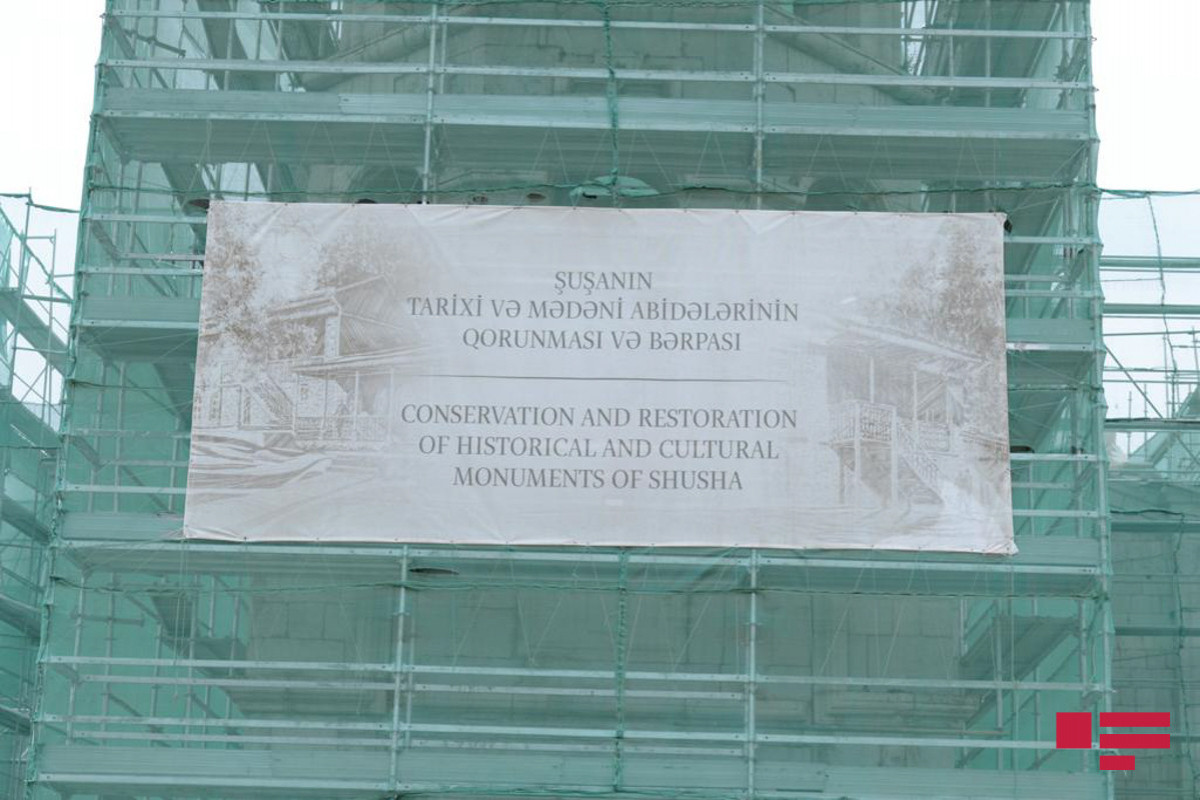 ŞUŞANIN
TARİXİ VƏ MƏDƏNİ ABİDƏLƏRİNİN
QORUNMASI VƏ BƏRPASI
CONSERVATION AND RESTORATION
OF HISTORICAL AND CULTURAL
MONUMENTS OF SHUSHA